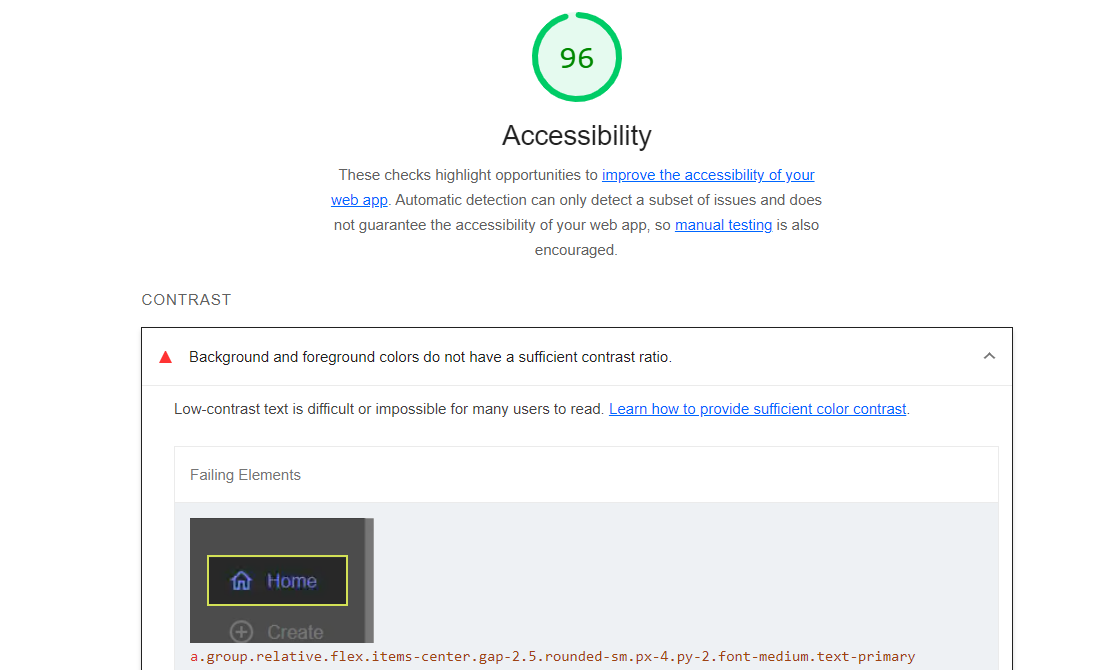 96
Accessibility
These checks highlight opportunities to improve the accessibility of your
web app. Automatic detection can only detect a subset of issues and does
not guarantee the accessibility of your web app, so manual testing is also
encouraged.
CONTRAST
Background and foreground colors do not have a sufficient contrast ratio.
Low-contrast text is difficult or impossible for many users to read. Learn how to provide sufficient color contrast.
Failing Elements
Home
Create
a.group.relative.flex.items-center.gap-2.5.rounded-sm.px-4.py-2.font-medium.text-primary